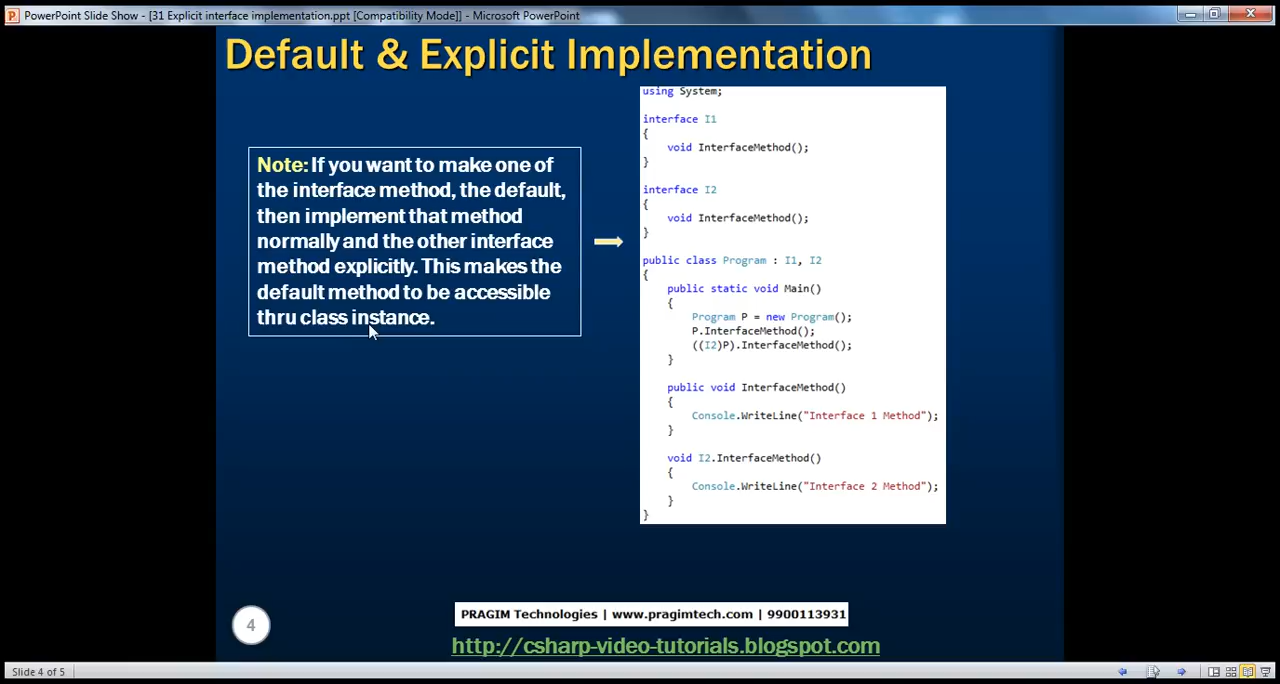 PowerPoint Slide Show - [31 Explicit interface implementation.ppt [Compatibility Mode]] - Microsoft PowerPoint
Default & Explicit Implementation
Note: If you want to make one of
the interface method, the default,
then implement that method
normally and the other interface
method explicitly. This makes the
default method to be accessible
thru class instance.
using System;
interface I1
{
void InterfaceMethod();
}
interface I2
{
void InterfaceMethod();
}
public class Program : I1, I2
{
public static void Main()
{
Program P = new Program();
P.InterfaceMethod();
((I2)P).InterfaceMethod();
}
public void InterfaceMethod()
{
Console.WriteLine("Interface 1 Method");
}
void I2.InterfaceMethod()
{
Console.WriteLine("Interface 2 Method");
}
}
PRAGIM Technologies | www.pragimtech.com | 9900113931
4
http://csharp-video-tutorials.blogspot.com
Slide 4 of 5